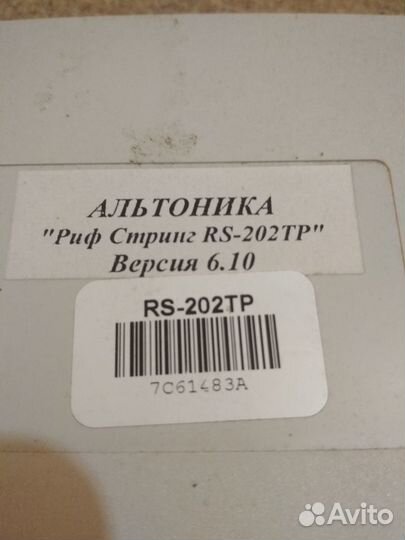 АЛЬТОНИКА
"Риф Стринг RS-202TP"
Версия 6.10
RS-202TP
7C61483A
Avito